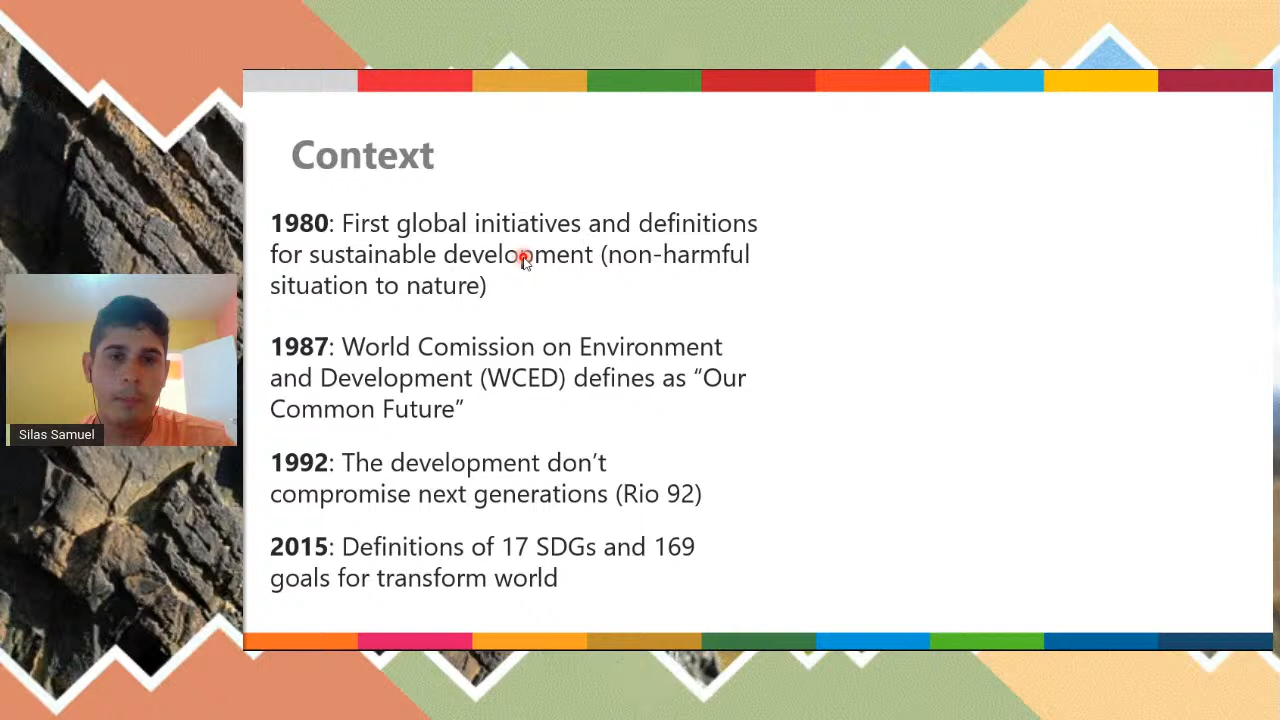 Context
1980: First global initiatives and definitions
for sustainable development (non-harmful
situation to nature)
1987: World Comission on Environment
and Development (WCED) defines as “Our
Common Future”
1992: The development don’t
compromise next generations (Rio 92)
2015: Definitions of 17 SDGs and 169
goals for transform world
Silas Samuel